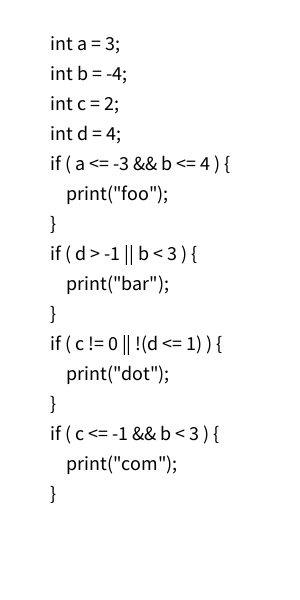 int a = 3;
int b = -4;
int c = 2;
int d = 4;
if ( a <= -3 && b <= 4 ) {
    print("foo");
}
if ( d > -1 || b < 3 ) {
    print("bar");
}
if ( c != 0 || !(d <= 1) ) {
    print("dot");
}
if ( c <= -1 && b < 3 ) {
    print("com");
}